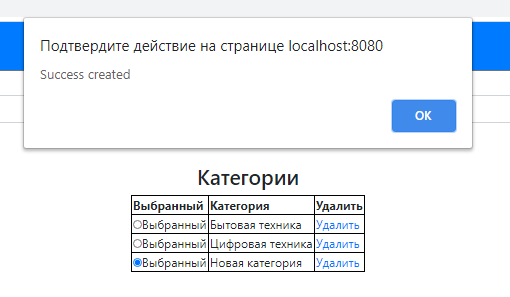 Подтвердите действие на странице localhost:8080
Success created
ОК
Категории
Выбранный Категория Удалить
Выбранный Бытовая техника Удалить
Выбранный Цифровая техника Удалить
Выбранный Новая категория Удалить